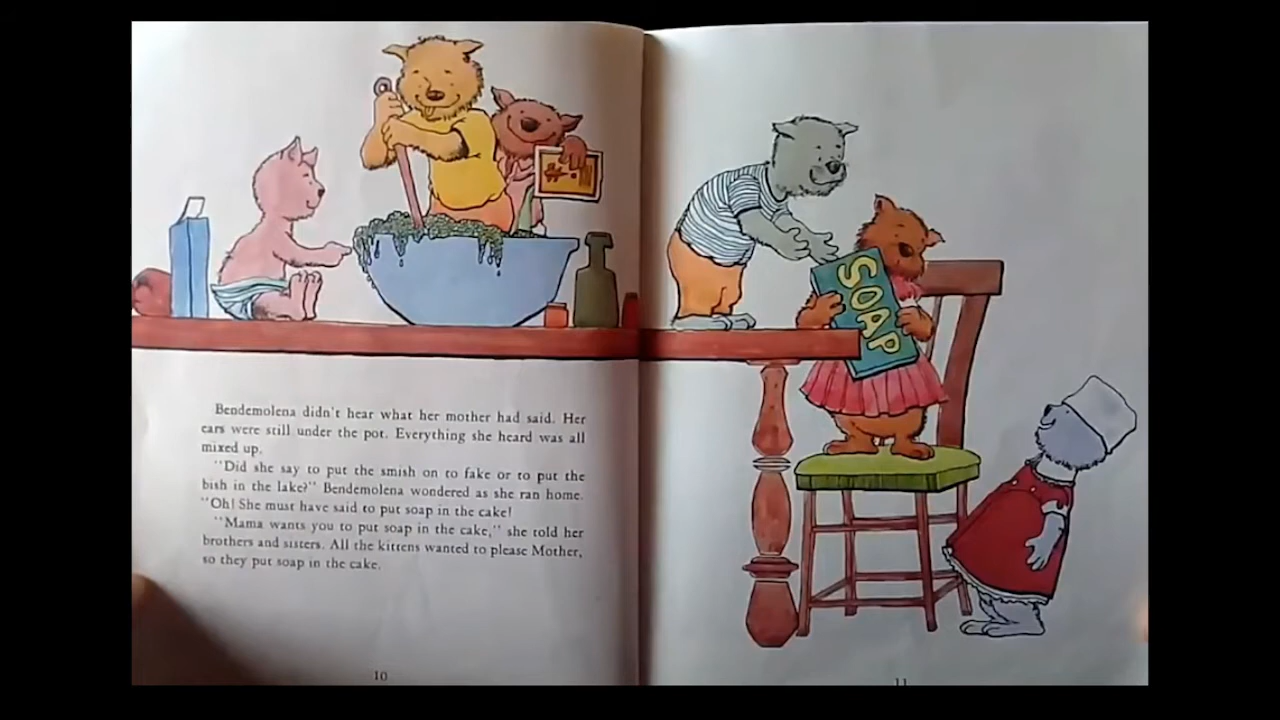 SOAP
Bendemolena didn't hear what her mother had said. Her
ears were still under the pot. Everything she heard was all
mixed up.
"Did she say to put the smish on to fake or to put the
bish in the lake?" Bendemolena wondered as she ran home.
"Oh! She must have said to put soap in the cake!
"Mama wants you to put soap in the cake," she told her
brothers and sisters. All the kittens wanted to please Mother,
so they put soap in the cake.
10
11